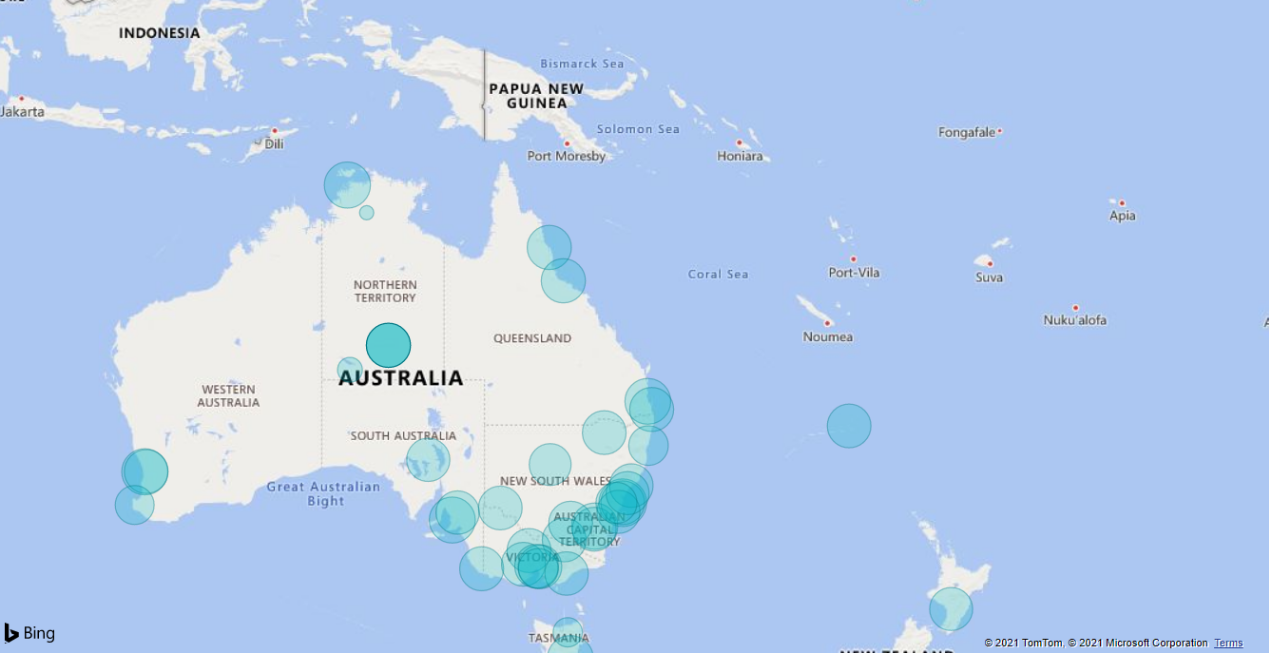 INDONESIA
Bismarck Sea
PAPUA NEW
GUINEA
Jakarta
Solomon Sea
Fongafale
Dili
Port Moresby
Honiara
Apia
Coral Sea
Port-Vila
Suva
NORTHERN
TERRITORY
Nuku'alofa
Noumea
QUEENSLAND
AUSTRALIA
WESTERN
AUSTRALIA
SOUTH AUSTRALIA
NEW SOUTH WALES
Great Australian
Bight
AUSTRALIAN
CAPITAL
TERRITORY
VICTORIA
TASMANIA
Bing
© 2021 TomTom, © 2021 Microsoft Corporation Terms
NEW ZEALAND